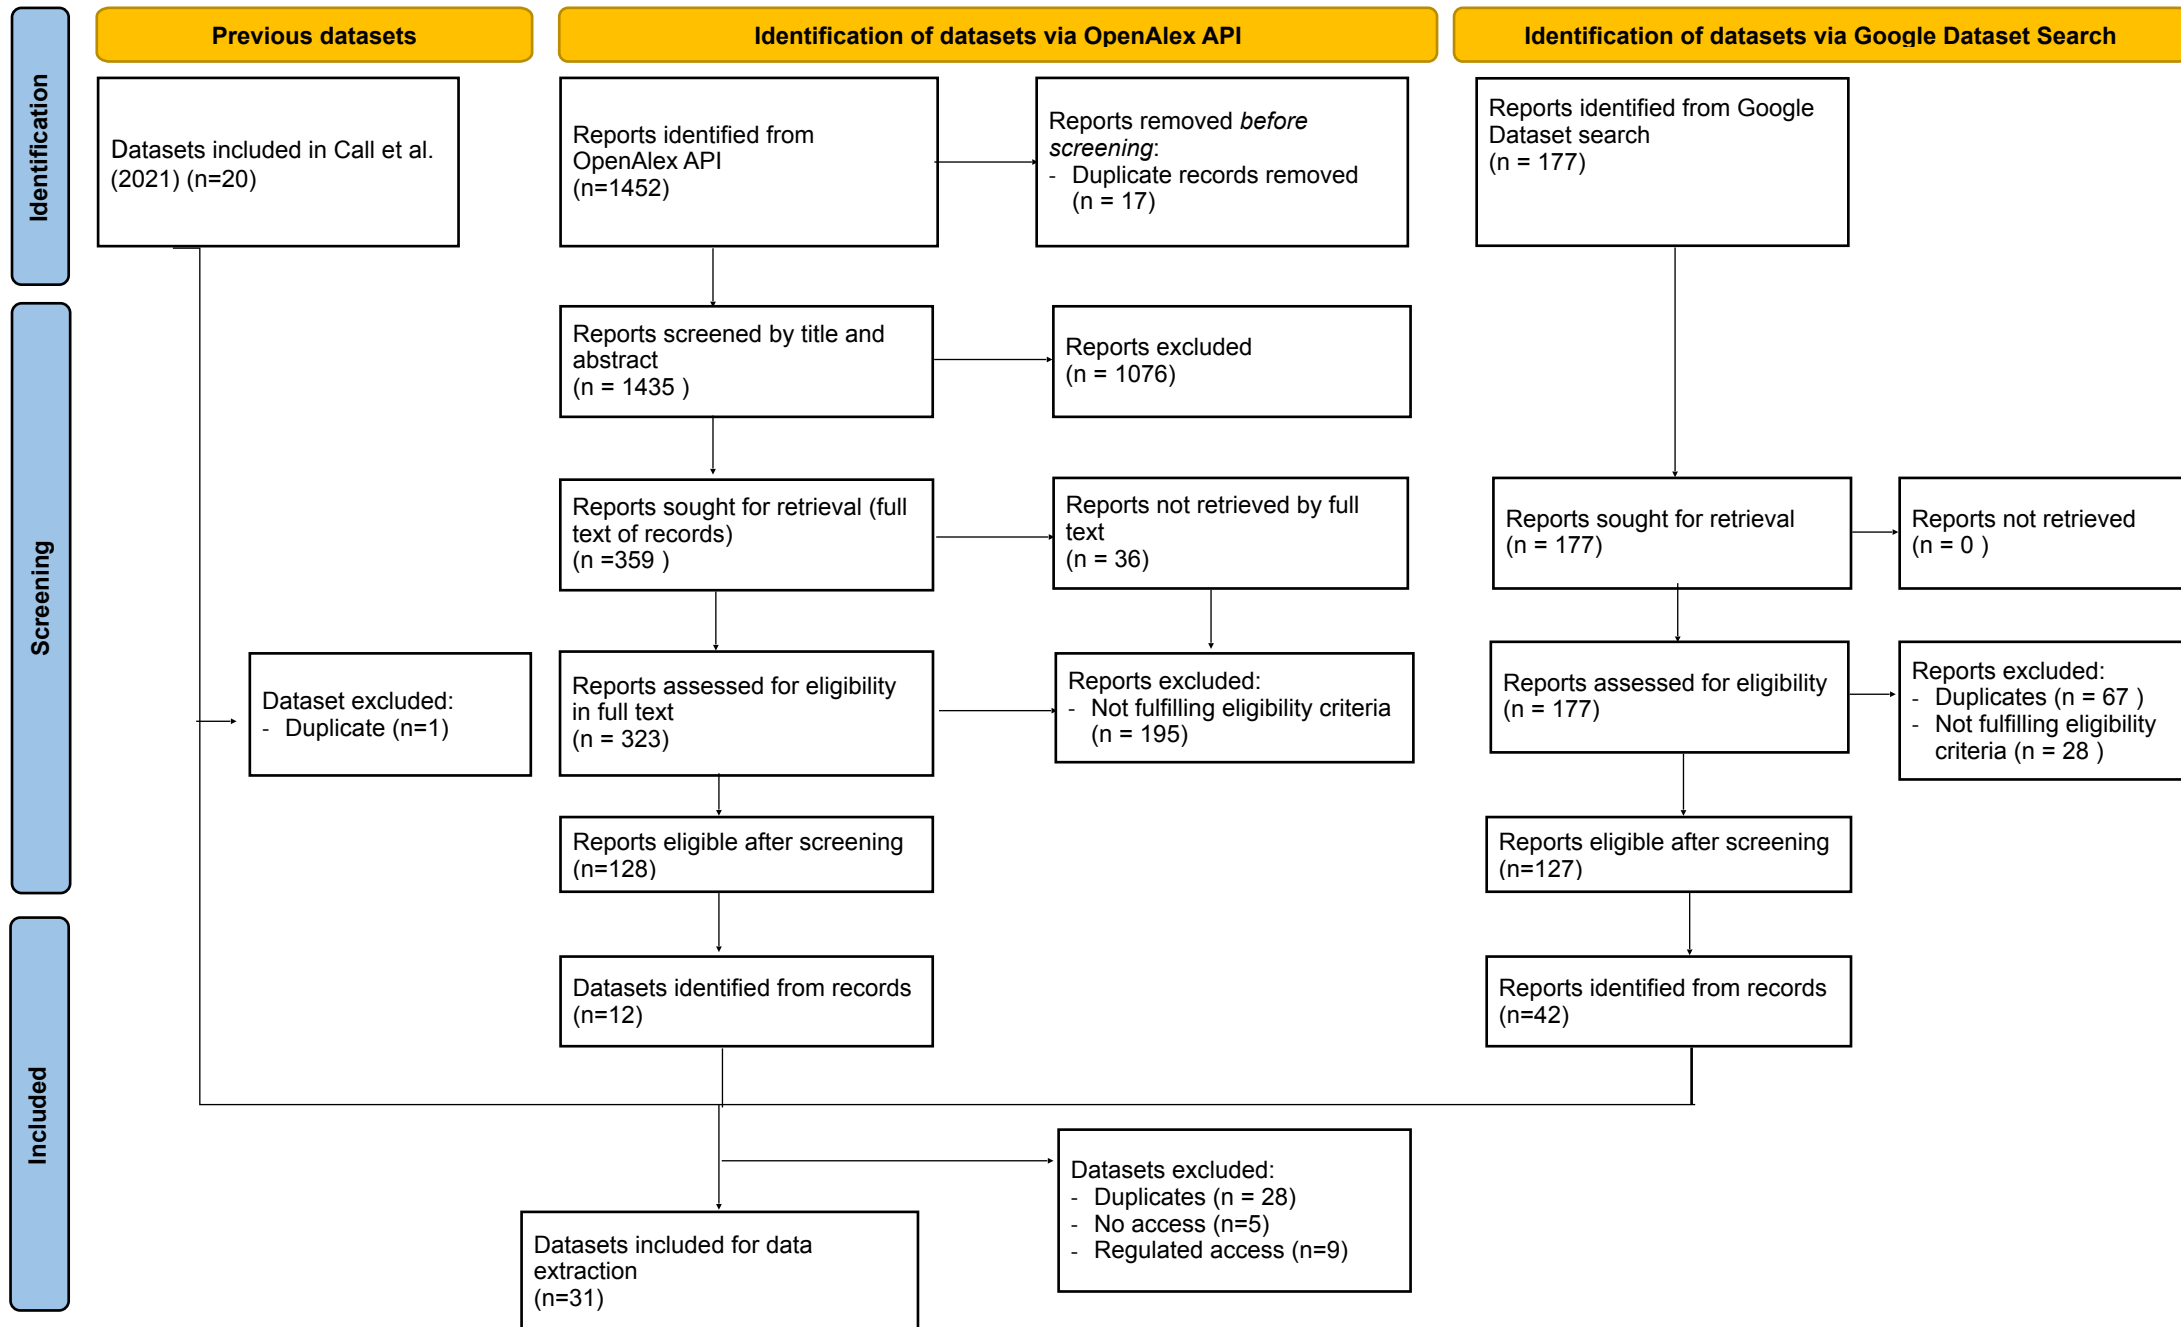 Previous datasets
Identification of datasets via OpenAlex API
Identification of datasets via Google Dataset Search
Identification
Datasets included in Call et al.
(2021) (n=20)
Reports identified from
OpenAlex API
(n=1452)
Reports removed before
screening:
- Duplicate records removed
(n = 17)
Reports identified from Google
Dataset search
(n = 177)
Screening
Reports screened by title and
abstract
(n = 1435 )
Reports excluded
(n = 1076)
Reports sought for retrieval (full
text of records)
(n =359 )
Reports not retrieved by full
text
(n = 36)
Reports sought for retrieval
(n = 177)
Reports not retrieved
(n = 0 )
Dataset excluded:
- Duplicate (n=1)
Reports assessed for eligibility
in full text
(n = 323)
Reports excluded:
- Not fulfilling eligibility criteria
(n = 195)
Reports assessed for eligibility
(n = 177)
Reports excluded:
- Duplicates (n = 67 )
- Not fulfilling eligibility
criteria (n = 28 )
Reports eligible after screening
(n=128)
Reports eligible after screening
(n=127)
Included
Datasets identified from records
(n=12)
Reports identified from records
(n=42)
Datasets excluded:
- Duplicates (n = 28)
- No access (n=5)
- Regulated access (n=9)
Datasets included for data
extraction
(n=31)